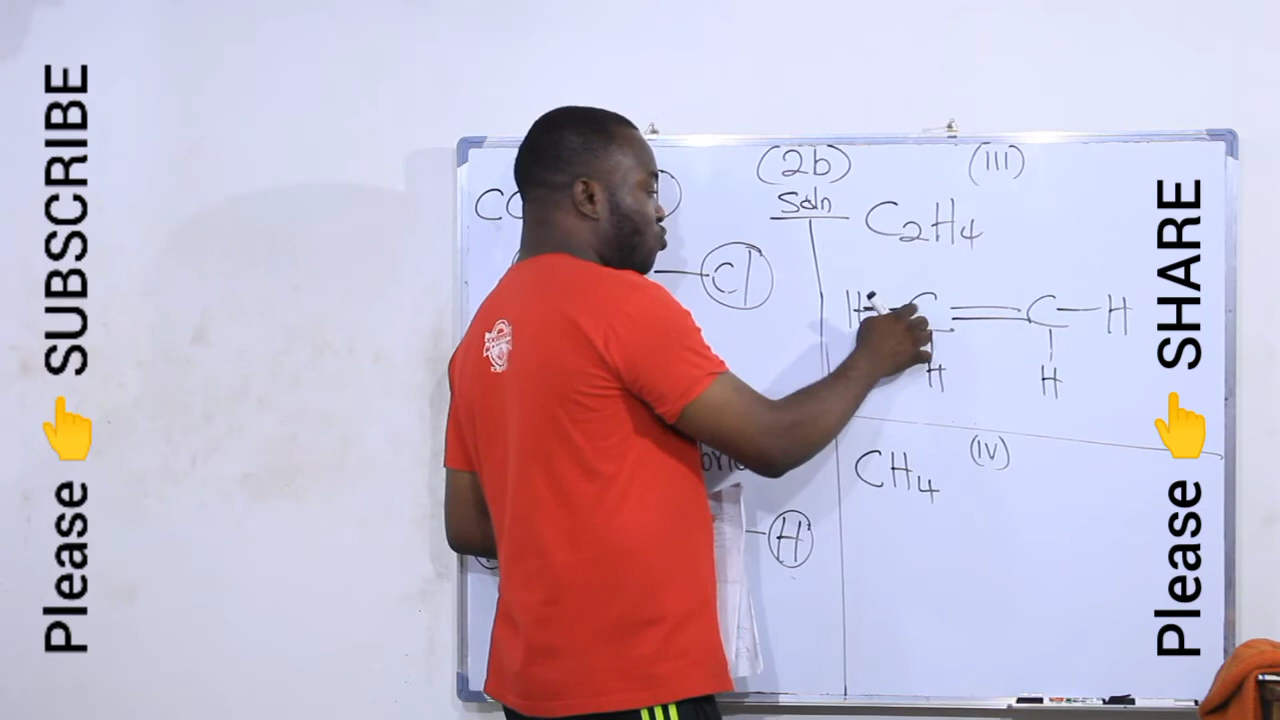 Please 👉 SUBSCRIBE
(2b)
Soln
Cl
H
(III)
C₂H₄
H C = C — H
H H
(IV)
CH₄
Please 👉 SHARE